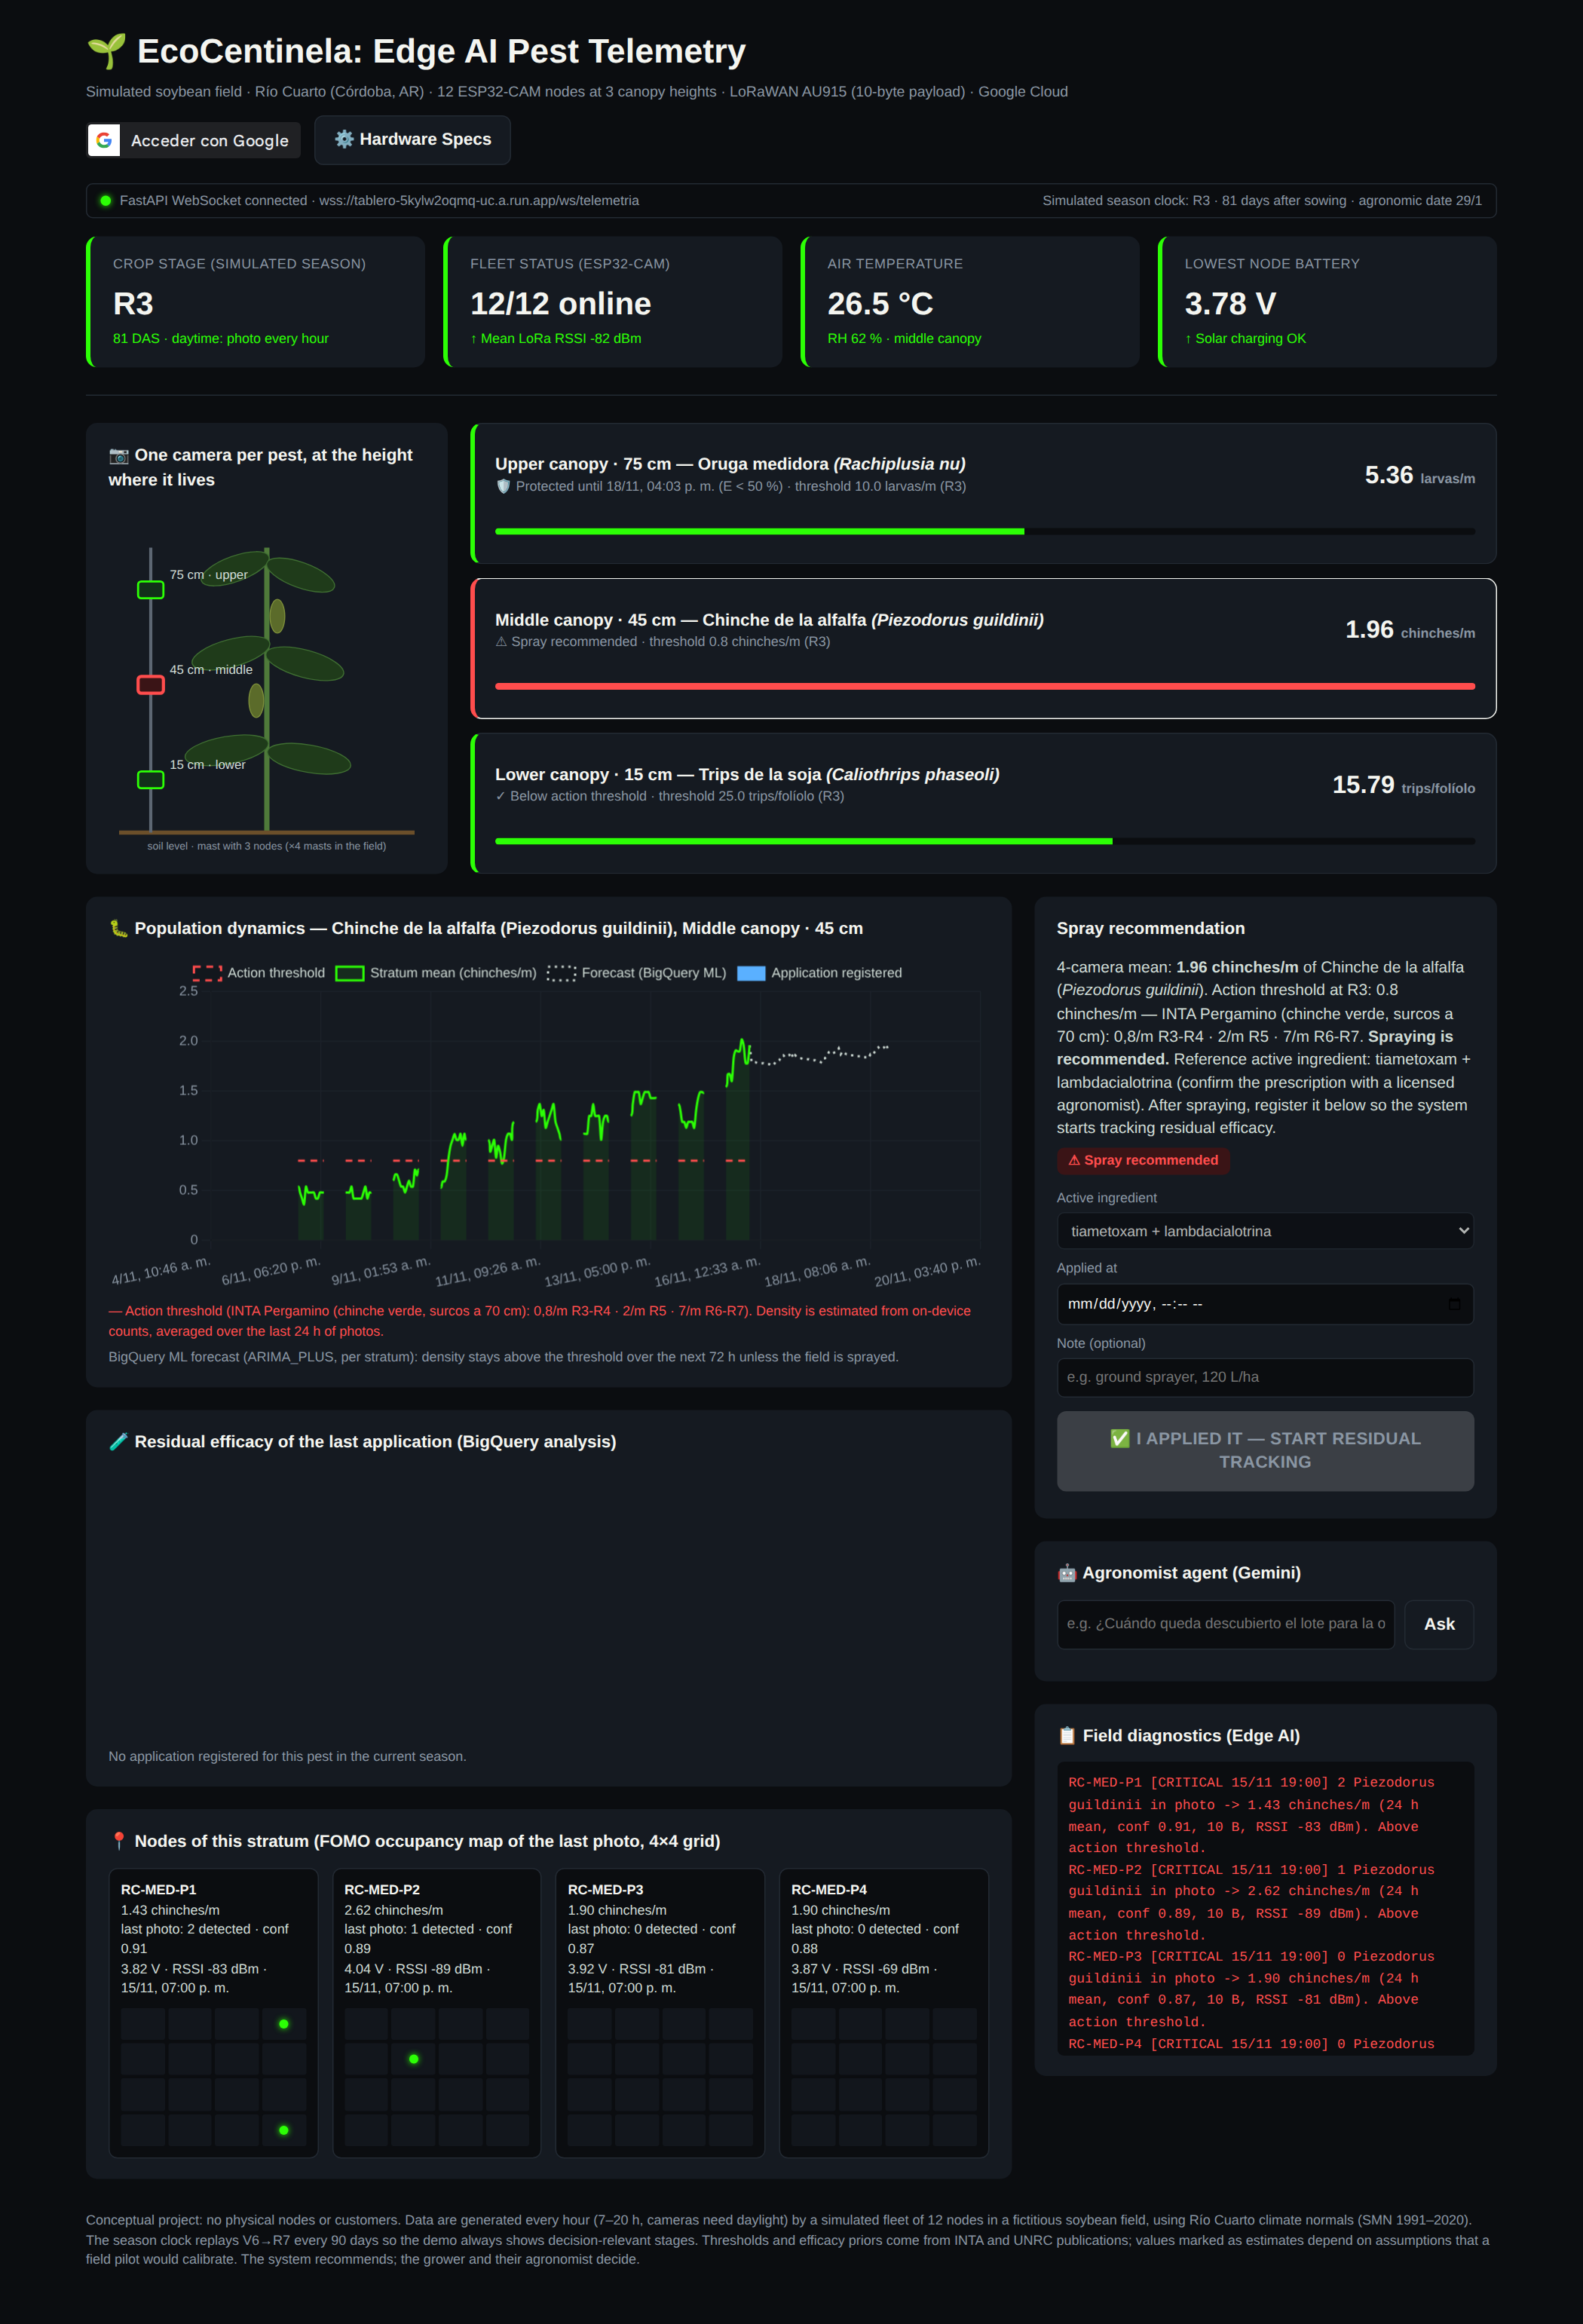 🌱 EcoCentinela: Edge AI Pest Telemetry
Simulated soybean field · Río Cuarto (Córdoba, AR) · 12 ESP32-CAM nodes at 3 canopy heights · LoRaWAN AU915 (10-byte payload) · Google Cloud
Acceder con Google
⚙️ Hardware Specs
FastAPI WebSocket connected · wss://tablero-5kylw2oqmq-uc.a.run.app/ws/telemetria
Simulated season clock: R3 · 81 days after sowing · agronomic date 29/1
CROP STAGE (SIMULATED SEASON)
R3
81 DAS · daytime: photo every hour
FLEET STATUS (ESP32-CAM)
12/12 online
↑ Mean LoRa RSSI -82 dBm
AIR TEMPERATURE
26.5 °C
RH 62 % · middle canopy
LOWEST NODE BATTERY
3.78 V
↑ Solar charging OK
📷 One camera per pest, at the height
where it lives
75 cm · upper
45 cm · middle
15 cm · lower
soil level · mast with 3 nodes (×4 masts in the field)
Upper canopy · 75 cm — Oruga medidora (Rachiplusia nu)
🛡️ Protected until 18/11, 04:03 p. m. (E < 50 %) · threshold 10.0 larvas/m (R3)
5.36 larvas/m
Middle canopy · 45 cm — Chinche de la alfalfa (Piezodorus guildinii)
⚠ Spray recommended · threshold 0.8 chinches/m (R3)
1.96 chinches/m
Lower canopy · 15 cm — Trips de la soja (Caliothrips phaseoli)
✓ Below action threshold · threshold 25.0 trips/folíolo (R3)
15.79 trips/folíolo
🐛 Population dynamics — Chinche de la alfalfa (Piezodorus guildinii), Middle canopy · 45 cm
Action threshold
Stratum mean (chinches/m)
Forecast (BigQuery ML)
Application registered
2.5
2.0
1.5
1.0
0.5
0
4/11, 10:46 a. m.
6/11, 06:20 p. m.
9/11, 01:53 a. m.
11/11, 09:26 a. m.
13/11, 05:00 p. m.
16/11, 12:33 a. m.
18/11, 08:06 a. m.
20/11, 03:40 p. m.
— Action threshold (INTA Pergamino (chinche verde, surcos a 70 cm): 0,8/m R3-R4 · 2/m R5 · 7/m R6-R7). Density is estimated from on-device
counts, averaged over the last 24 h of photos.
BigQuery ML forecast (ARIMA_PLUS, per stratum): density stays above the threshold over the next 72 h unless the field is sprayed.
Spray recommendation
4-camera mean: 1.96 chinches/m of Chinche de la alfalfa
(Piezodorus guildinii). Action threshold at R3: 0.8
chinches/m — INTA Pergamino (chinche verde, surcos a
70 cm): 0,8/m R3-R4 · 2/m R5 · 7/m R6-R7. Spraying is
recommended. Reference active ingredient: tiametoxam +
lambdacialotrina (confirm the prescription with a licensed
agronomist). After spraying, register it below so the system
starts tracking residual efficacy.
⚠ Spray recommended
Active ingredient
tiametoxam + lambdacialotrina
Applied at
mm/dd/yyyy, --:-- --
Note (optional)
e.g. ground sprayer, 120 L/ha
✅ I APPLIED IT — START RESIDUAL
TRACKING
🧪 Residual efficacy of the last application (BigQuery analysis)
No application registered for this pest in the current season.
🤖 Agronomist agent (Gemini)
e.g. ¿Cuándo queda descubierto el lote para la o
Ask
📋 Field diagnostics (Edge AI)
RC-MED-P1 [CRITICAL 15/11 19:00] 2 Piezodorus
guildinii in photo -> 1.43 chinches/m (24 h
mean, conf 0.91, 10 B, RSSI -83 dBm). Above
action threshold.
RC-MED-P2 [CRITICAL 15/11 19:00] 1 Piezodorus
guildinii in photo -> 2.62 chinches/m (24 h
mean, conf 0.89, 10 B, RSSI -89 dBm). Above
action threshold.
RC-MED-P3 [CRITICAL 15/11 19:00] 0 Piezodorus
guildinii in photo -> 1.90 chinches/m (24 h
mean, conf 0.87, 10 B, RSSI -81 dBm). Above
action threshold.
RC-MED-P4 [CRITICAL 15/11 19:00] 0 Piezodorus
📍 Nodes of this stratum (FOMO occupancy map of the last photo, 4×4 grid)
RC-MED-P1
1.43 chinches/m
last photo: 2 detected · conf
0.91
3.82 V · RSSI -83 dBm ·
15/11, 07:00 p. m.
RC-MED-P2
2.62 chinches/m
last photo: 1 detected · conf
0.89
4.04 V · RSSI -89 dBm ·
15/11, 07:00 p. m.
RC-MED-P3
1.90 chinches/m
last photo: 0 detected · conf
0.87
3.92 V · RSSI -81 dBm ·
15/11, 07:00 p. m.
RC-MED-P4
1.90 chinches/m
last photo: 0 detected · conf
0.88
3.87 V · RSSI -69 dBm ·
15/11, 07:00 p. m.
Conceptual project: no physical nodes or customers. Data are generated every hour (7–20 h, cameras need daylight) by a simulated fleet of 12 nodes in a fictitious soybean field, using Río Cuarto climate normals (SMN 1991–2020).
The season clock replays V6→R7 every 90 days so the demo always shows decision-relevant stages. Thresholds and efficacy priors come from INTA and UNRC publications; values marked as estimates depend on assumptions that a
field pilot would calibrate. The system recommends; the grower and their agronomist decide.